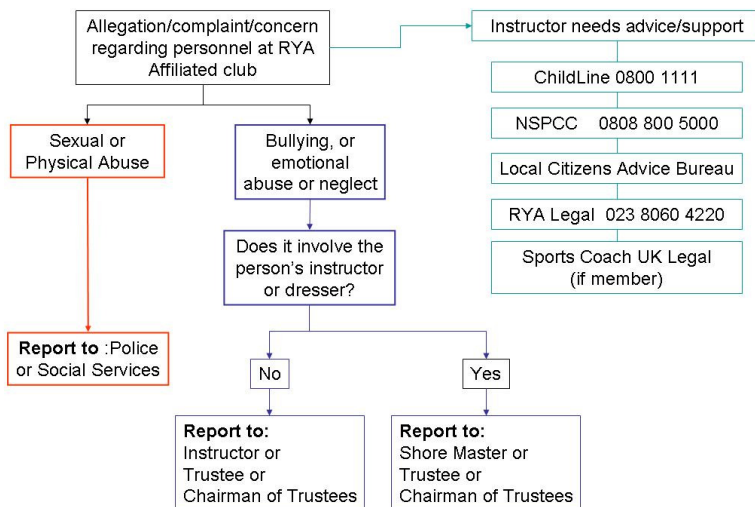 Allegation/complaint/concern
regarding personnel at RYA
Affiliated club
Instructor needs advice/support
ChildLine 0800 1111
NSPCC 0808 800 5000
Local Citizens Advice Bureau
RYA Legal 023 8060 4220
Sports Coach UK Legal
(if member)
Sexual or
Physical Abuse
Bullying, or
emotional
abuse or neglect
Does it involve the
person's instructor
or dresser?
Report to :Police
or Social Services
No
Yes
Report to:
Instructor or
Trustee or
Chairman of Trustees
Report to:
Shore Master or
Trustee or
Chairman of Trustees